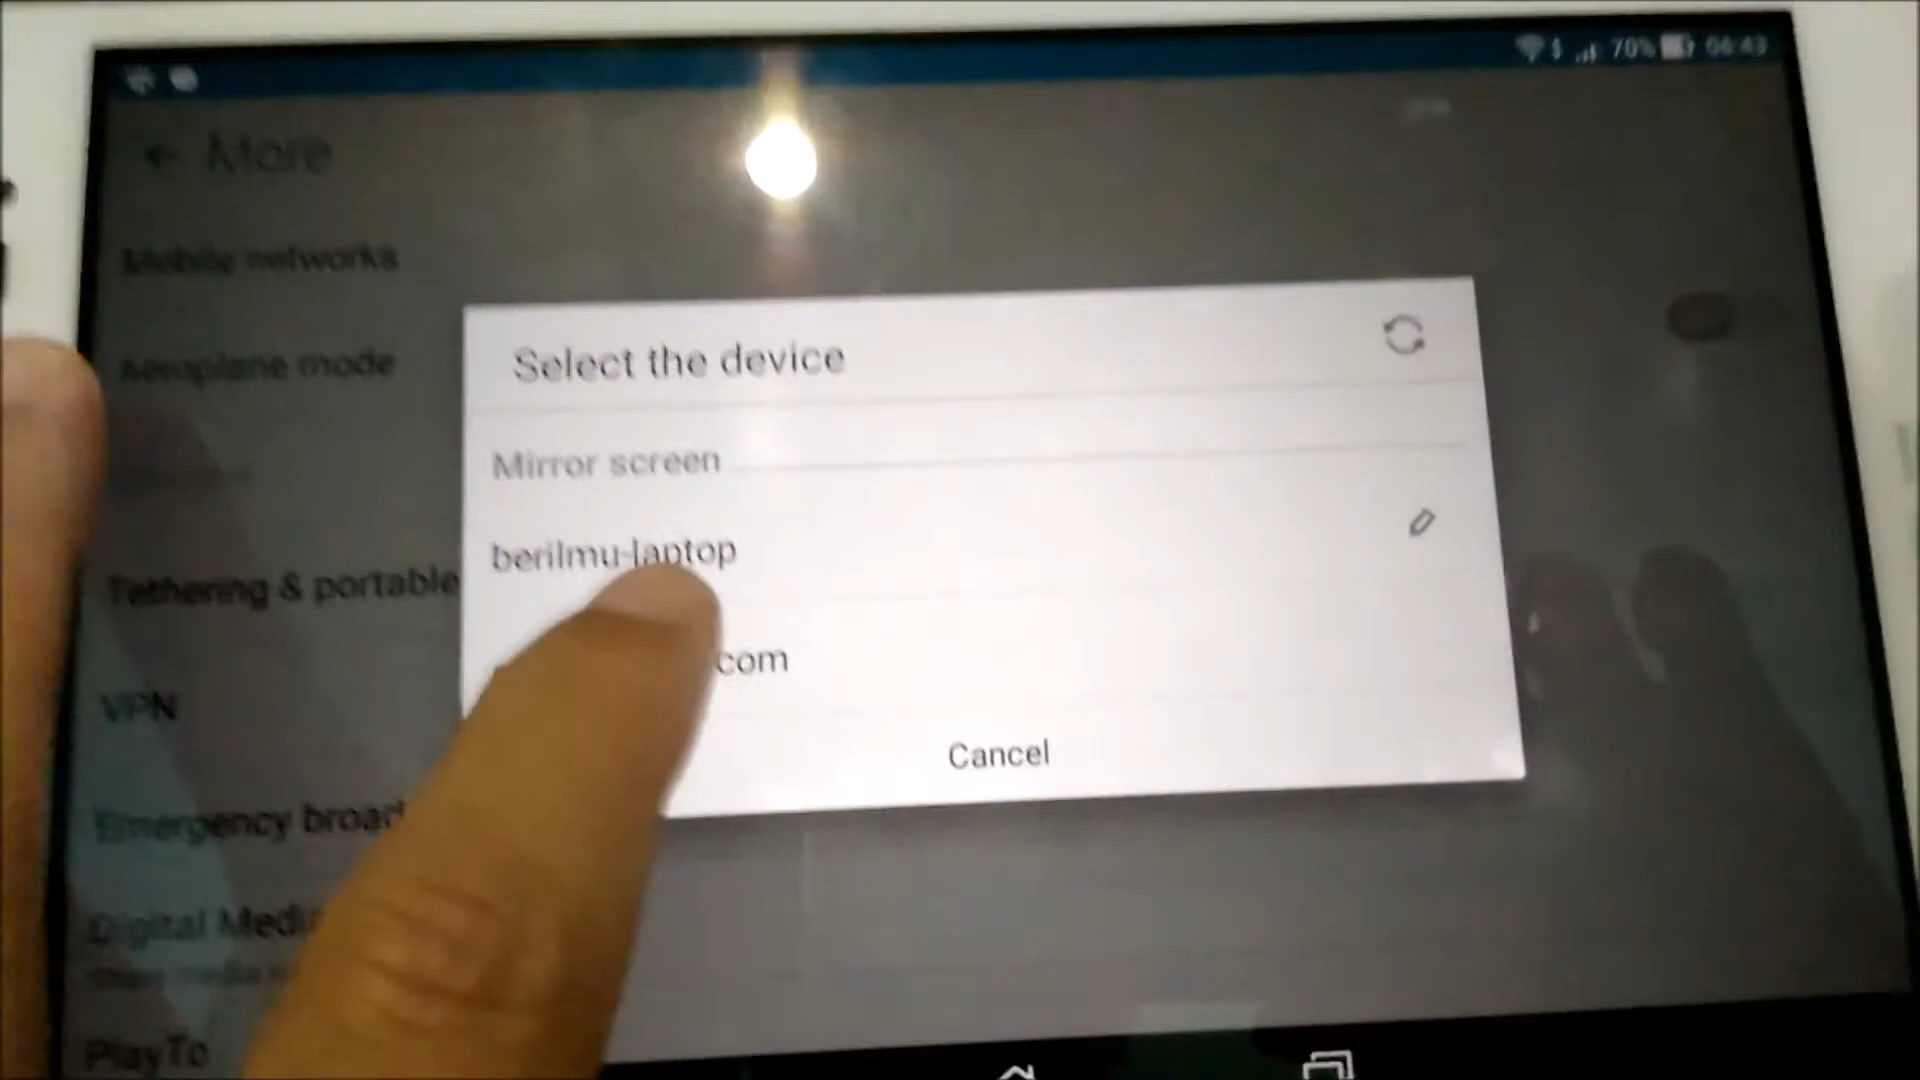 70% 06:43
More
Mobile networks
Aeroplane mode
Select the device
Mirror screen
berilmu-laptop
Tethering & portable
com
VPN
Cancel
Emergency broad
Digital Medi
PlayTo